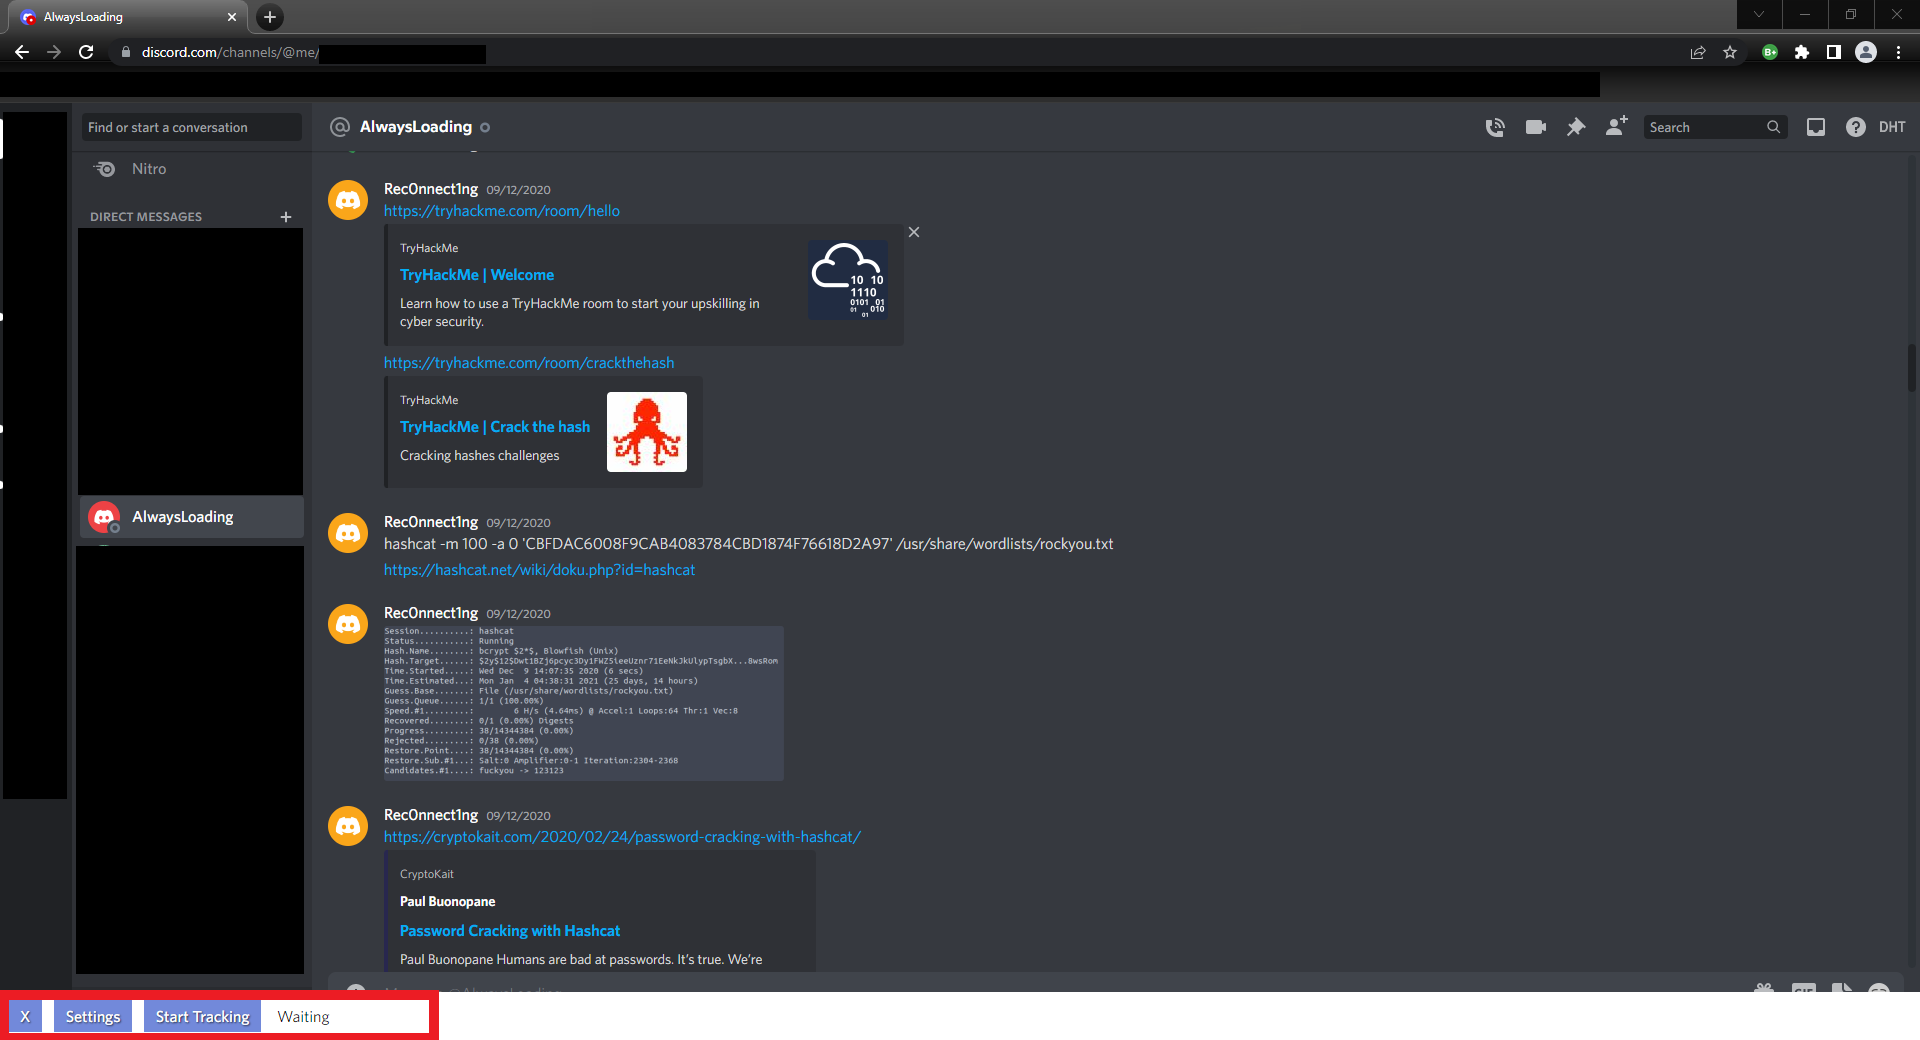 AlwaysLoading
discord.com/channels/@me/
Find or start a conversation
AlwaysLoading
Search
DHT
Nitro
DIRECT MESSAGES
AlwaysLoading
Rec0nnect1ng 09/12/2020
https://tryhackme.com/room/hello
TryHackMe
TryHackMe | Welcome
Learn how to use a TryHackMe room to start your upskilling in
cyber security.
10 10
1110
0101 01
01 010
01
https://tryhackme.com/room/crackthehash
TryHackMe
TryHackMe | Crack the hash
Cracking hashes challenges
Rec0nnect1ng 09/12/2020
hashcat -m 100 -a 0 'CBFDAC6008F9CAB4083784CBD1874F76618D2A97' /usr/share/wordlists/rockyou.txt
https://hashcat.net/wiki/doku.php?id=hashcat
Rec0nnect1ng 09/12/2020
Session..........: hashcat
Status...........: Running
Hash.Name........: bcrypt $2*$, Blowfish (Unix)
Hash.Target......: $2y$12$Dwt1BZj6pcyc3Dy1FWZ5ieeUznr71EeNkJkUlypTsgbX...8wsRom
Time.Started.....: Wed Dec  9 14:07:35 2020 (6 secs)
Time.Estimated...: Mon Jan  4 04:38:31 2021 (25 days, 14 hours)
Guess.Base.......: File (/usr/share/wordlists/rockyou.txt)
Guess.Queue......: 1/1 (100.00%)
Speed.#1.........:        6 H/s (4.64ms) @ Accel:1 Loops:64 Thr:1 Vec:8
Recovered........: 0/1 (0.00%) Digests
Progress.........: 38/14344384 (0.00%)
Rejected.........: 0/38 (0.00%)
Restore.Point....: 38/14344384 (0.00%)
Restore.Sub.#1...: Salt:0 Amplifier:0-1 Iteration:2304-2368
Candidates.#1....: fuckyou -> 123123
Rec0nnect1ng 09/12/2020
https://cryptokait.com/2020/02/24/password-cracking-with-hashcat/
CryptoKait
Paul Buonopane
Password Cracking with Hashcat
Paul Buonopane Humans are bad at passwords. It's true. We're
X Settings Start Tracking Waiting